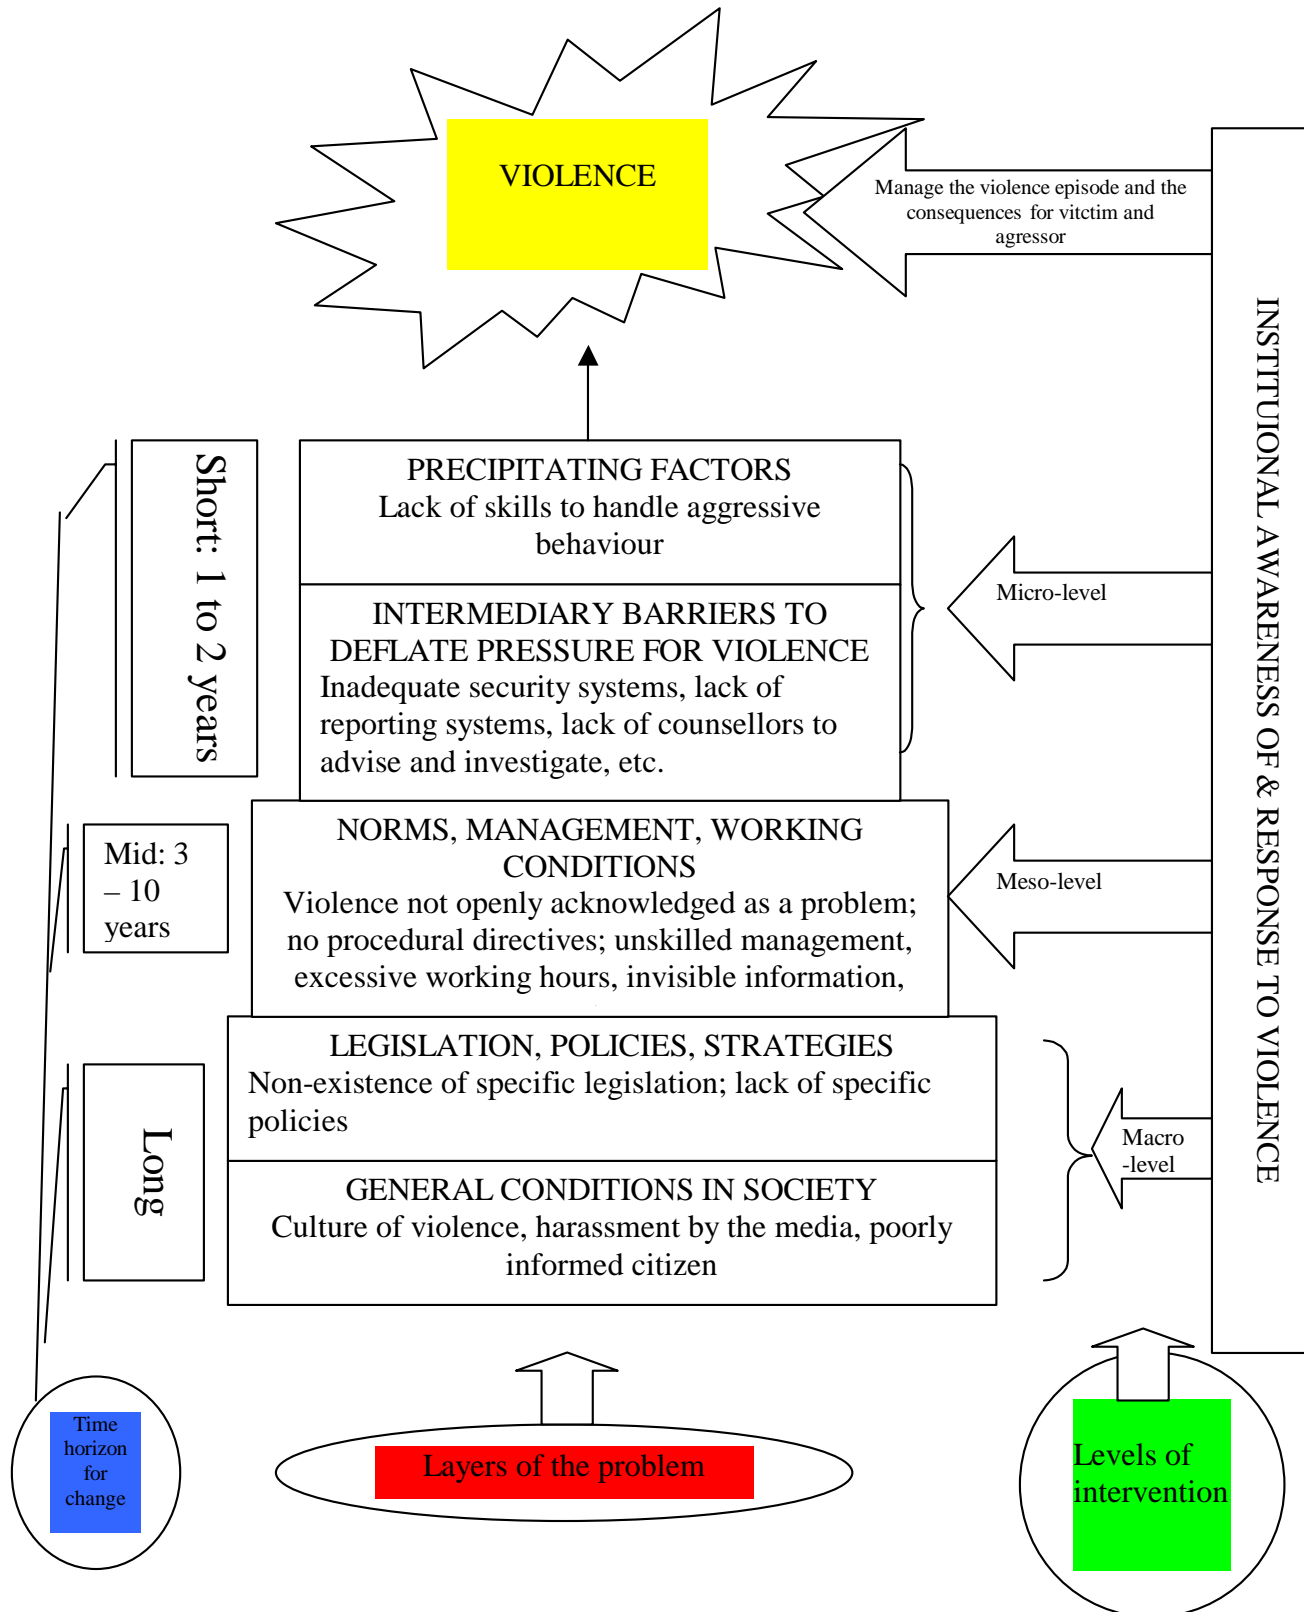 VIOLENCE
Manage the violence episode and the
consequences for vitctim and
agressor
INSTITUIONAL AWARENESS OF & RESPONSE TO VIOLENCE
Short: 1 to 2 years
PRECIPITATING FACTORS
Lack of skills to handle aggressive
behaviour
INTERMEDIARY BARRIERS TO
DEFLATE PRESSURE FOR VIOLENCE
Inadequate security systems, lack of
reporting systems, lack of counsellors to
advise and investigate, etc.
Micro-level
Mid: 3
– 10
years
NORMS, MANAGEMENT, WORKING
CONDITIONS
Violence not openly acknowledged as a problem;
no procedural directives; unskilled management,
excessive working hours, invisible information,
Meso-level
Long
LEGISLATION, POLICIES, STRATEGIES
Non-existence of specific legislation; lack of specific
policies
GENERAL CONDITIONS IN SOCIETY
Culture of violence, harassment by the media, poorly
informed citizen
Macro
-level
Time
horizon
for
change
Layers of the problem
Levels of
intervention